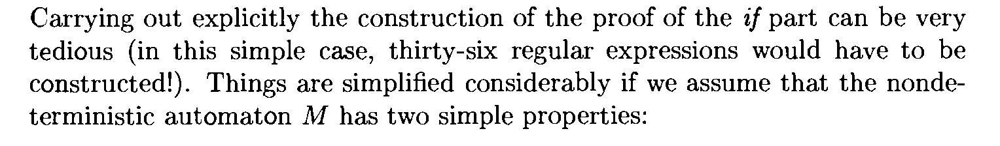 Carrying out explicitly the construction of the proof of the if part can be very
tedious (in this simple case, thirty-six regular expressions would have to be
constructed!). Things are simplified considerably if we assume that the nonde-
terministic automaton M has two simple properties: